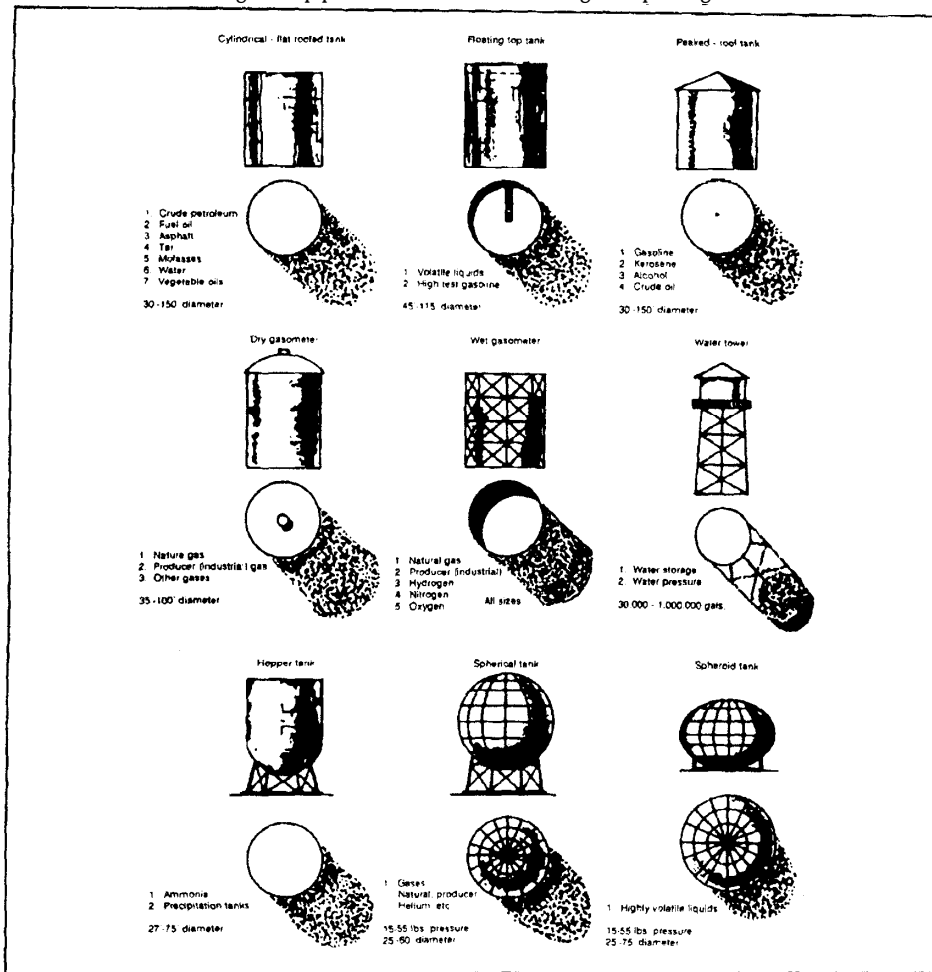 Cylindrical - flat roofed tank
1 Crude petroleum
2 Fuel oil
3 Asphalt
4 Tar
5 Molasses
6 Water
7 Vegetable oils
30-150' diameter
Floating top tank
1 Volatile liquids
2 High test gasoline
45-115' diameter
Peaked - roof tank
1 Gasoline
2 Kerosene
3 Alcohol
4 Crude oil
30-150' diameter
Dry gasometer
1 Nature gas
2. Producer (industrial) gas
3 Other gases
35-100' diameter
Wet gasometer
1 Natural gas
2 Producer (industrial)
3 Hydrogen
4 Nitrogen
5 Oxygen
All sizes
Water tower
1. Water storage
2. Water pressure
30.000 - 1.000.000 gals.
Hopper tank
1 Ammonia
2 Precipitation tanks
27-75' diameter
Spherical tank
1 Gases
Natural, producer
Helium etc
15-55 lbs pressure
25-60' diameter
Spheroid tank
1 Highly volatile liquids
15-55 lbs pressure
25-75' diameter